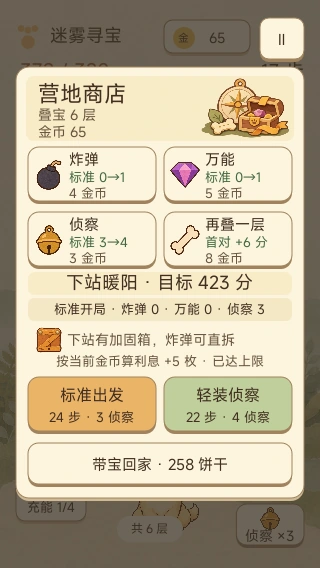 迷雾寻宝
金 65
营地商店
叠宝 6 层
金币 65
炸弹
标准 0→1
4 金币
万能
标准 0→1
5 金币
侦察
标准 3→4
3 金币
再叠一层
首对 +6 分
8 金币
下站暖阳 · 目标 423 分
标准开局 · 炸弹 0 · 万能 0 · 侦察 3
下站有加固箱，炸弹可直拆
按当前金币算利息 +5 枚 · 已达上限
标准出发
24 步 · 3 侦察
轻装侦察
22 步 · 4 侦察
带宝回家 · 258 饼干
充能 1/4
共 6 层
侦察 ×3